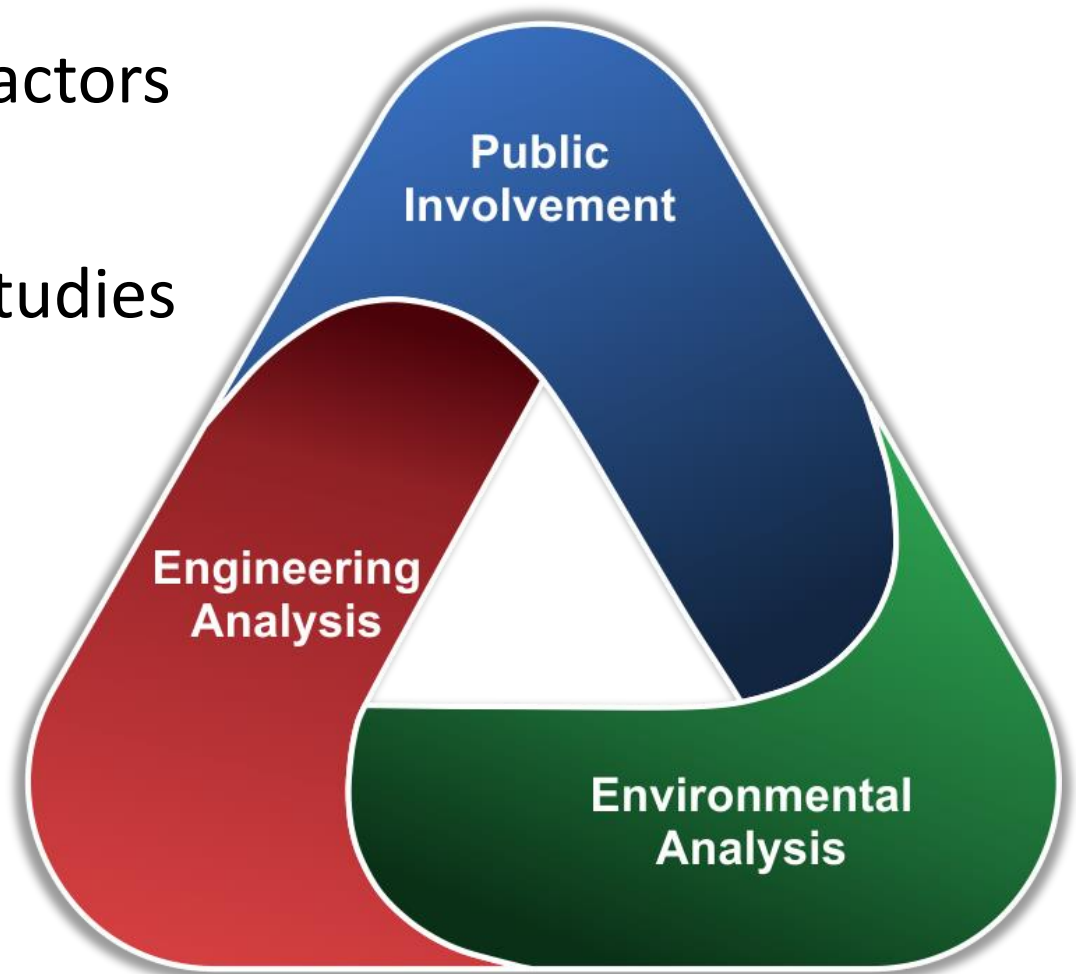 actors
tudies
Public
Involvement
Engineering
Analysis
Environmental
Analysis